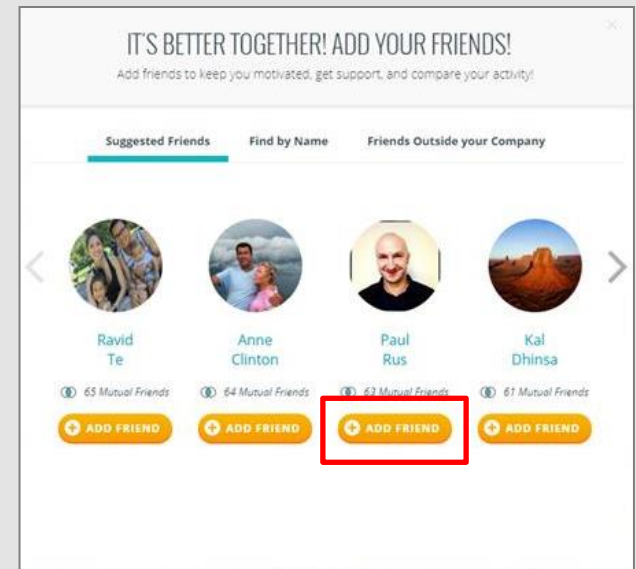 IT'S BETTER TOGETHER! ADD YOUR FRIENDS!
Add friends to keep you motivated, get support, and compare your activity!
Suggested Friends Find by Name Friends Outside your Company
Ravid Anne Paul Kal
Te Clinton Rus Dhinsa
65 Mutual Friends 64 Mutual Friends 63 Mutual Friends 61 Mutual Friends
ADD FRIEND ADD FRIEND ADD FRIEND ADD FRIEND